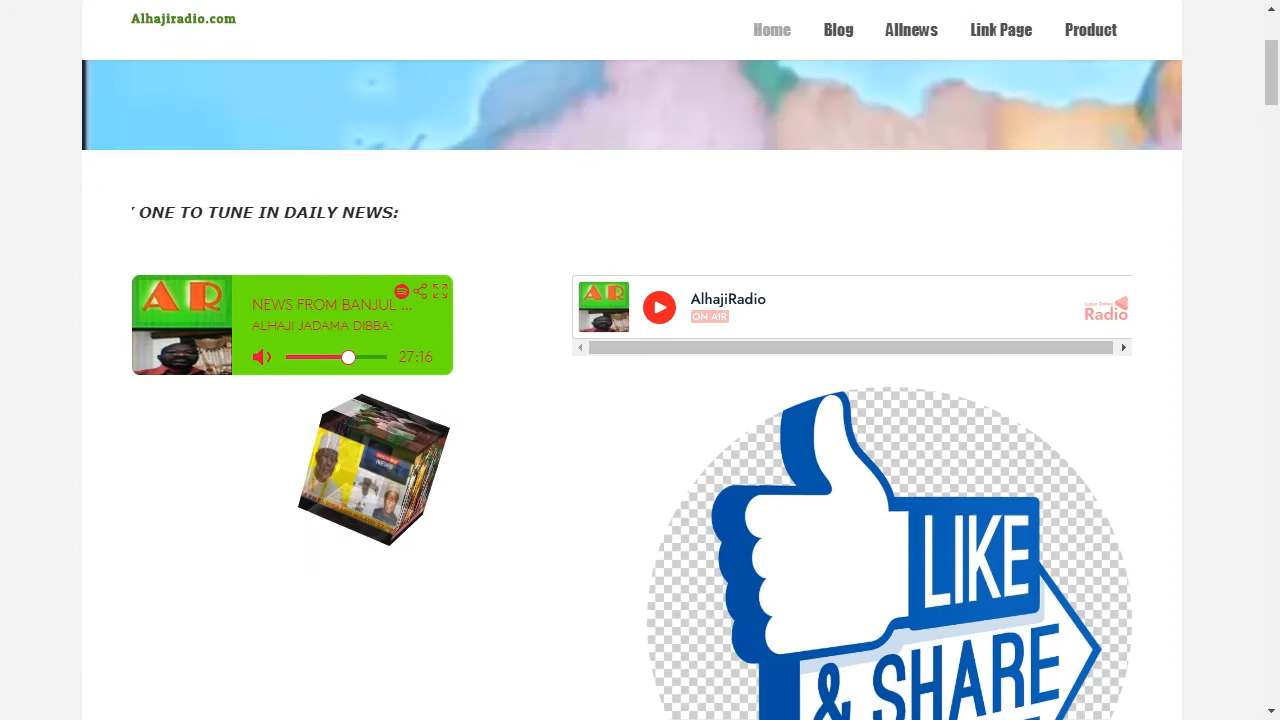 Alhajiradio.com
Home Blog Allnews Link Page Product
ONE TO TUNE IN DAILY NEWS:
AR
NEWS FROM BANJUL ...
ALHAJI JADAMA DIBBA:
27:16
AR
AlhajiRadio
ON AIR
Radio
LIKE
& SHARE